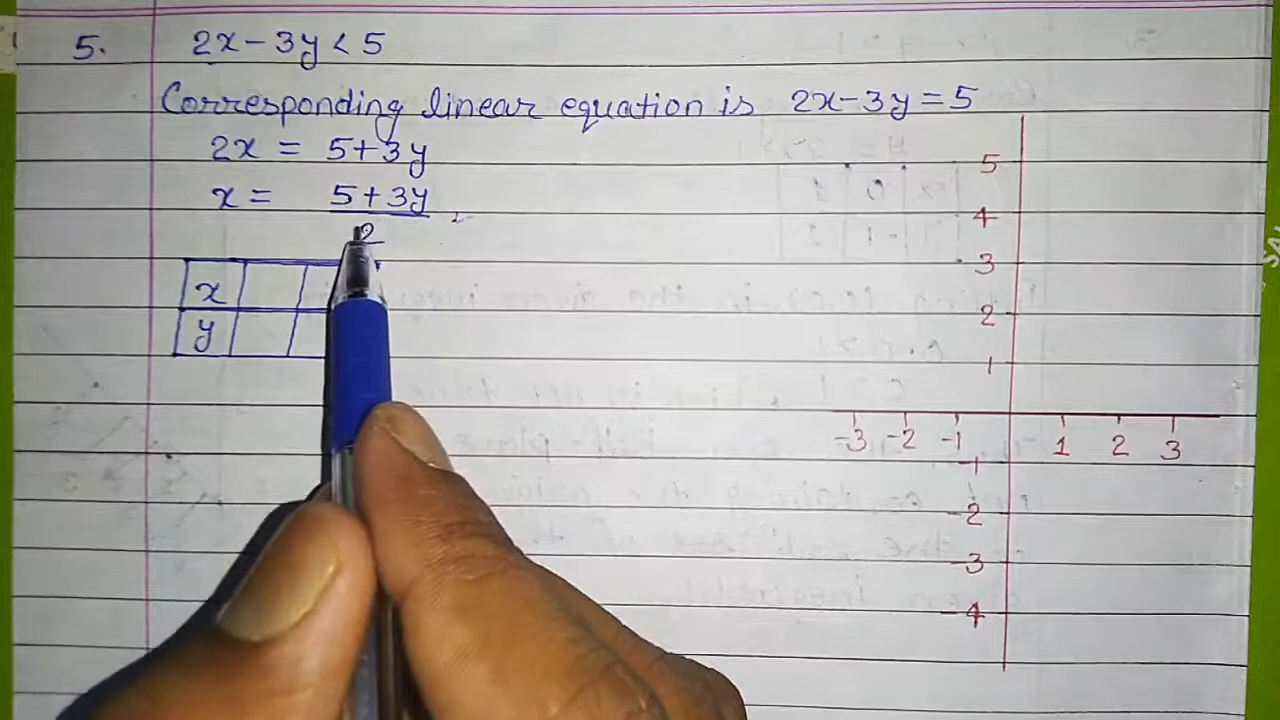 5. 2x - 3y < 5
Corresponding linear equation is 2x - 3y = 5
2x = 5 + 3y
x = 5 + 3y
2
x
y
5
4
3
2
1
-3 -2 -1 1 2 3
-1
-2
-3
-4